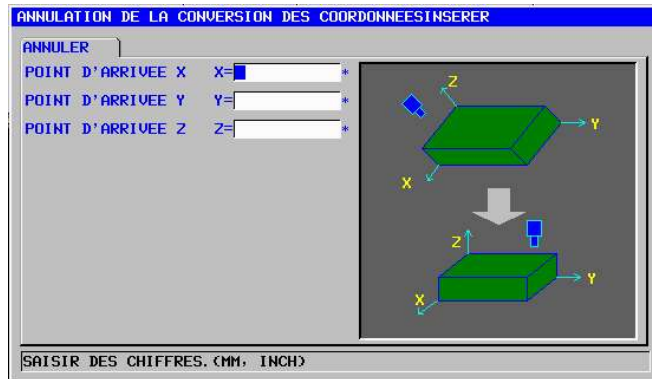 ANNULATION DE LA CONVERSION DES COORDONNEESINSERER
ANNULER
POINT D'ARRIVEE X X= *
POINT D'ARRIVEE Y Y= *
POINT D'ARRIVEE Z Z= *
Z
Y
X
Z
Y
X
SAISIR DES CHIFFRES.(MM, INCH)